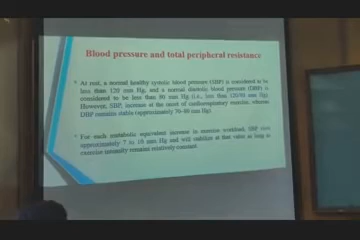 Blood pressure and total peripheral resistance
At rest, a normal healthy systolic blood pressure (SBP) is considered to be
less than 120 mm Hg, and a normal diastolic blood pressure (DBP) is
considered to be less than 80 mm Hg (i.e., less than 120/80 mm Hg).
However, SBP, increase at the onset of cardiorespiratory exercise, whereas
DBP remains stable (approximately 70-80 mm Hg).
For each metabolic equivalent increase in exercise workload, SBP
approximately 7 to 10 mm Hg and will stabilize at that value as long as
exercise intensity remains relatively constant.